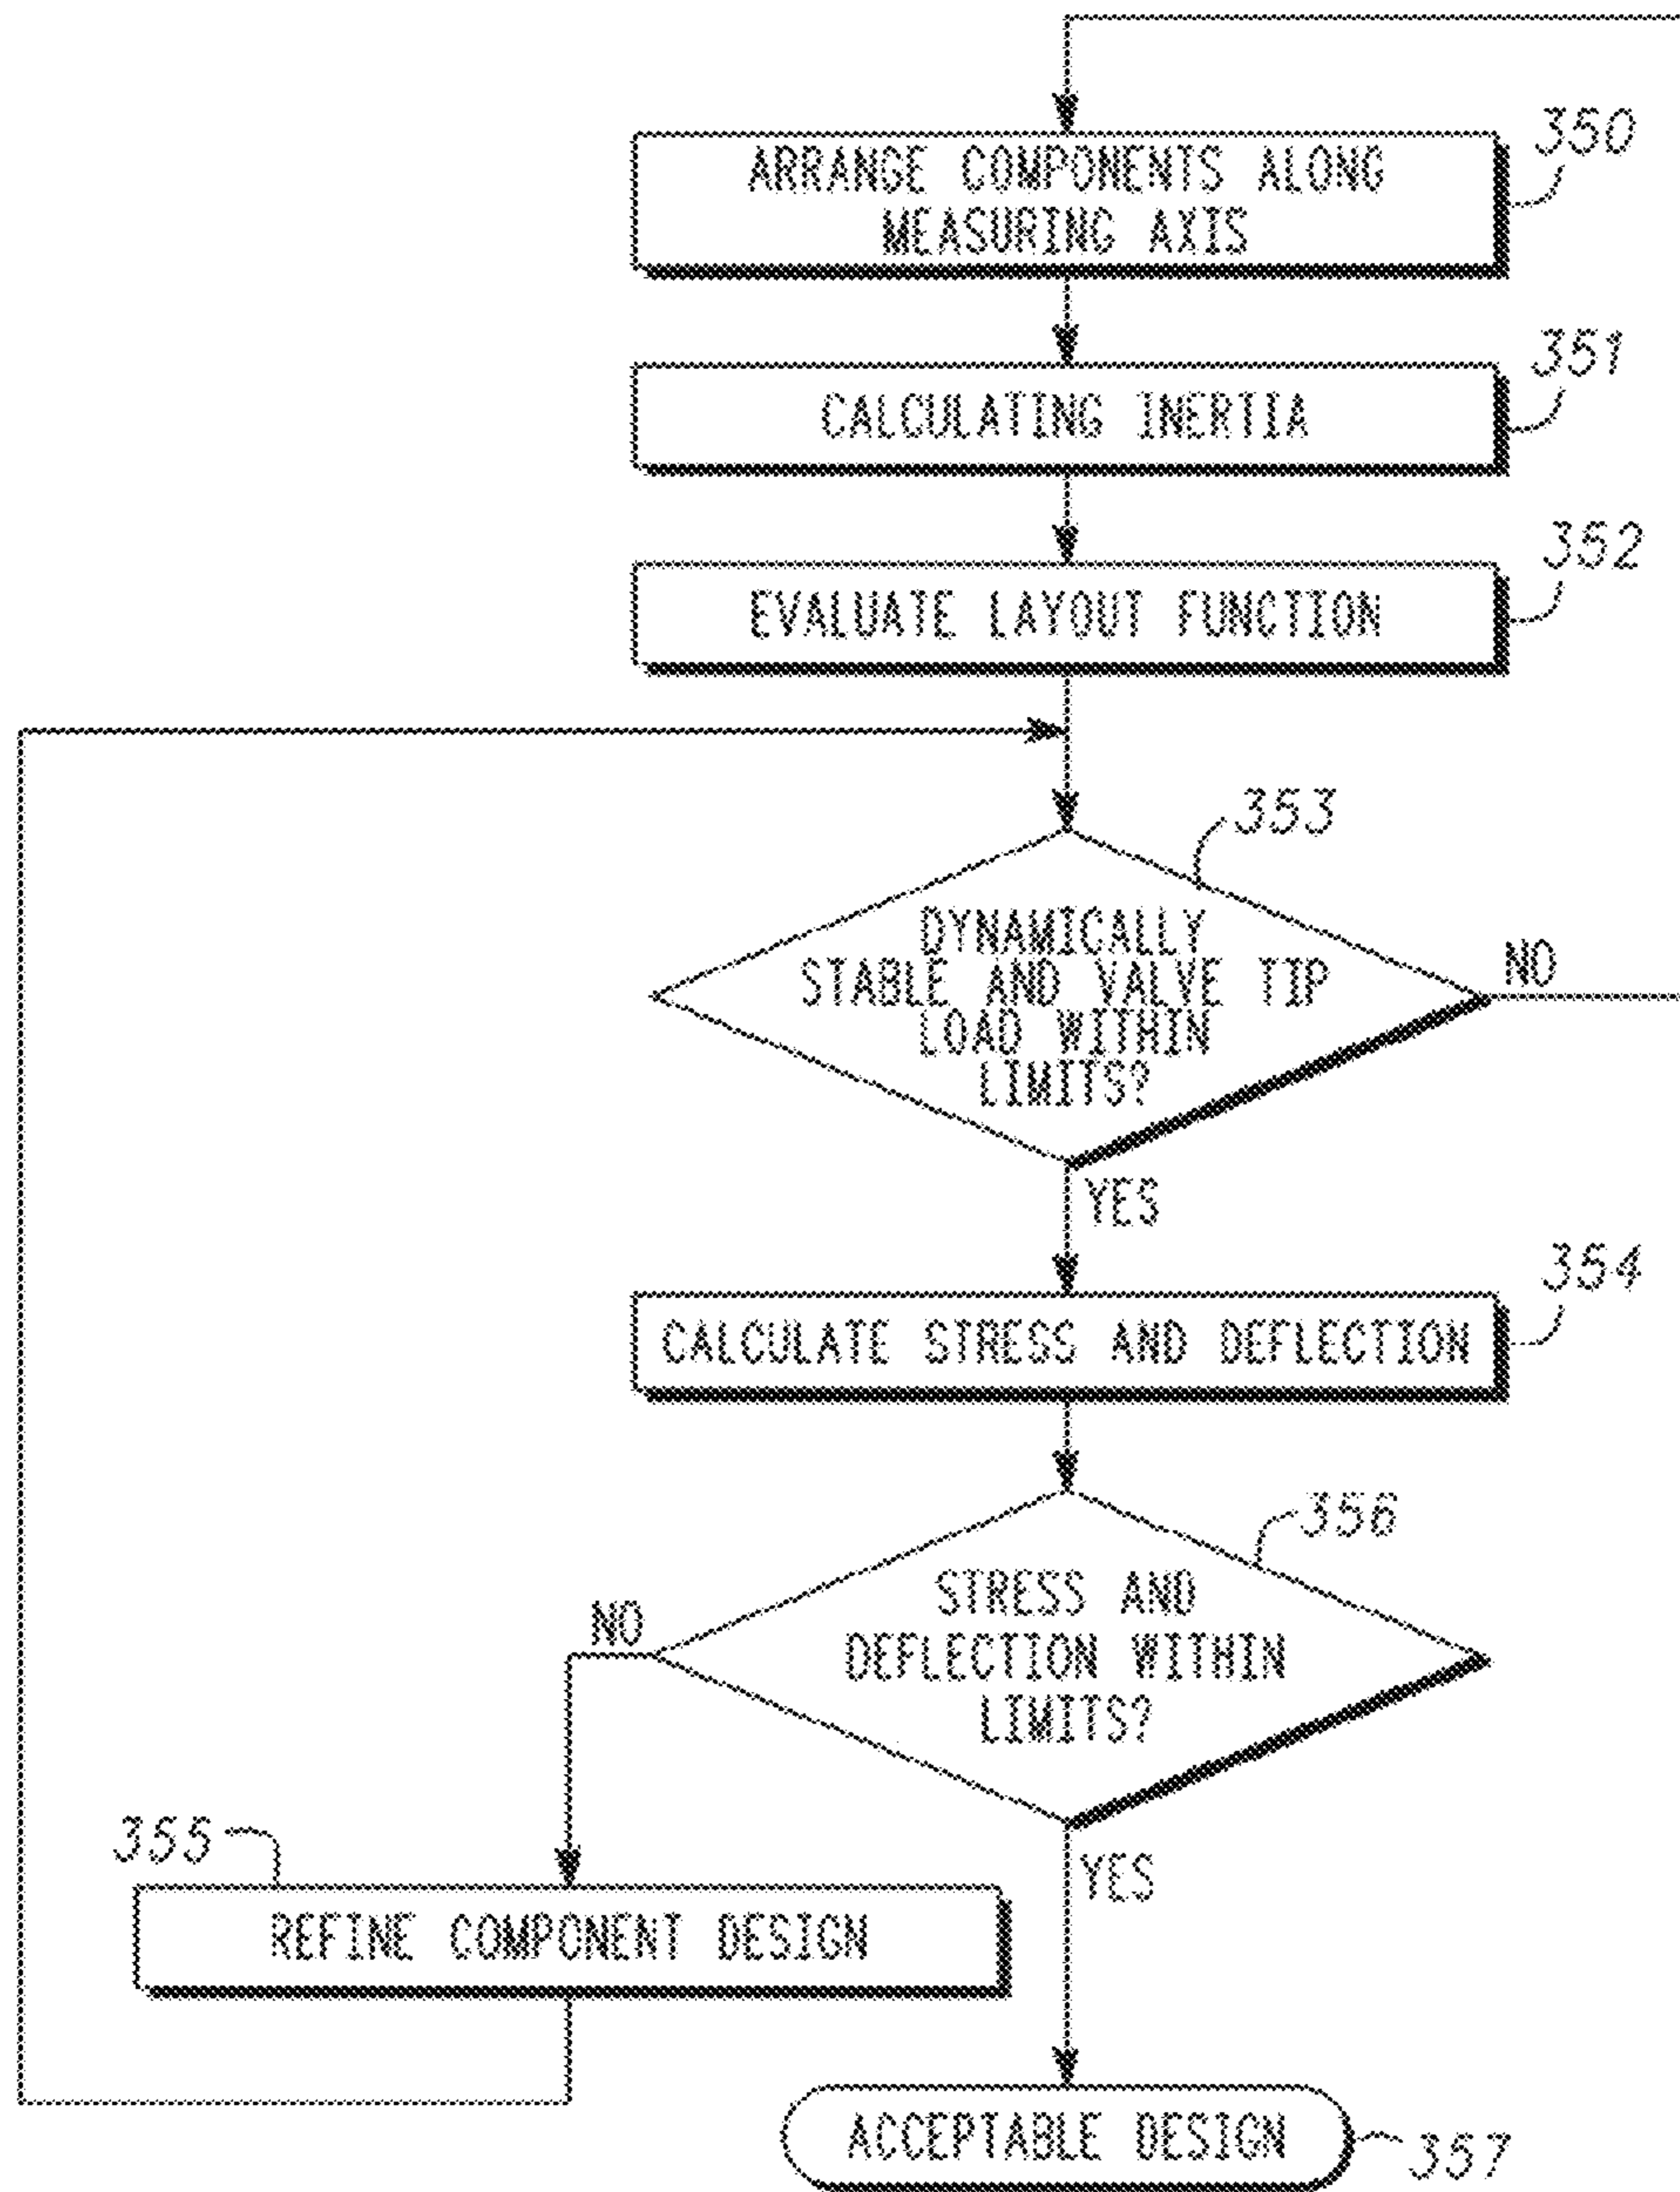 350
ARRANGE COMPONENTS ALONG
MEASURING AXIS
351
CALCULATING INERTIA
352
EVALUATE LAYOUT FUNCTION
353
DYNAMICALLY
STABLE AND VALVE TIP
LOAD WITHIN
LIMITS?
NO
YES
354
CALCULATE STRESS AND DEFLECTION
356
STRESS AND
DEFLECTION WITHIN
LIMITS?
NO
YES
355
REFINE COMPONENT DESIGN
ACCEPTABLE DESIGN
357